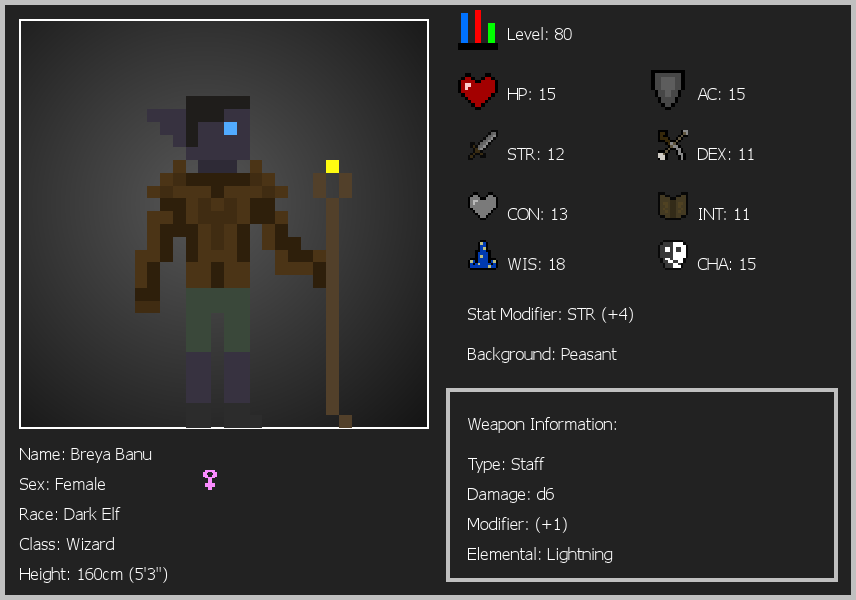 Level: 80
HP: 15
AC: 15
STR: 12
DEX: 11
CON: 13
INT: 11
WIS: 18
CHA: 15
Stat Modifier: STR (+4)
Background: Peasant
Weapon Information:
Type: Staff
Damage: d6
Modifier: (+1)
Elemental: Lightning
Name: Breya Banu
Sex: Female
Race: Dark Elf
Class: Wizard
Height: 160cm (5'3")